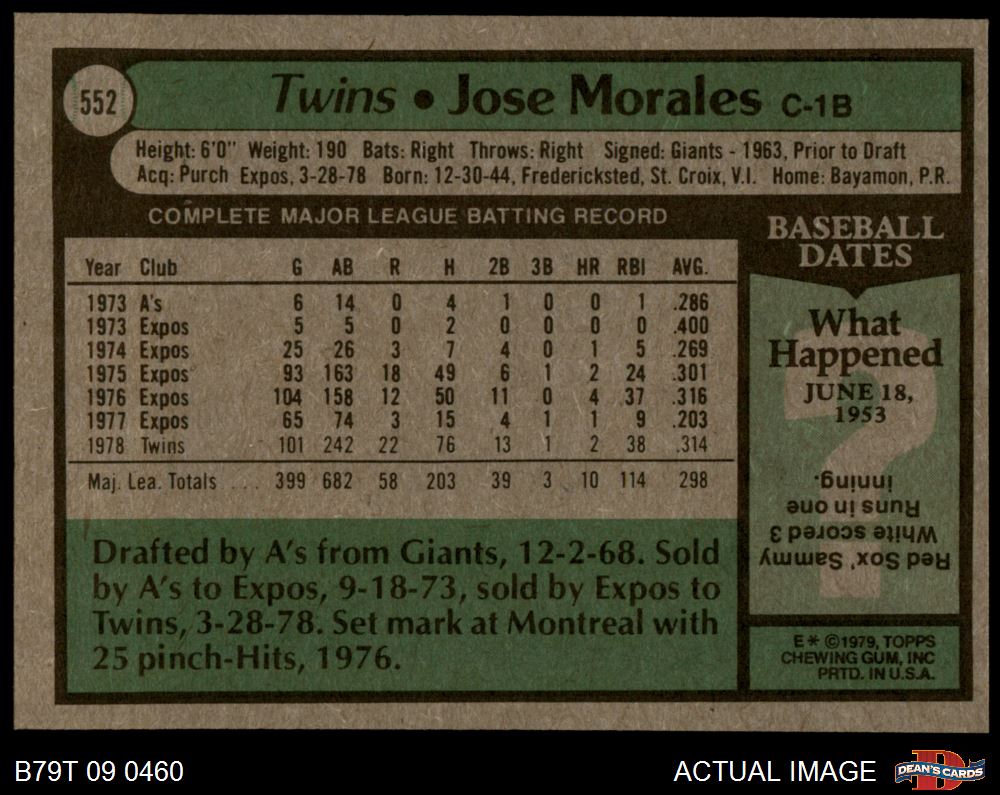 552
Twins • Jose Morales C-1B
Height: 6'0" Weight: 190 Bats: Right Throws: Right Signed: Giants - 1963, Prior to Draft
Acq: Purch Expos, 3-28-78 Born: 12-30-44, Fredericksted, St. Croix, V.I. Home: Bayamon, P.R.
COMPLETE MAJOR LEAGUE BATTING RECORD
Year Club G AB R H 2B 3B HR RBI AVG.
1973 A's 6 14 0 4 1 0 0 1 .286
1973 Expos 5 5 0 2 0 0 0 0 .400
1974 Expos 25 26 3 7 4 0 1 5 .269
1975 Expos 93 163 18 49 6 1 2 24 .301
1976 Expos 104 158 12 50 11 0 4 37 .316
1977 Expos 65 74 3 15 4 1 1 9 .203
1978 Twins 101 242 22 76 13 1 2 38 .314
Maj. Lea. Totals ... 399 682 58 203 39 3 10 114 298
Drafted by A's from Giants, 12-2-68. Sold
by A's to Expos, 9-18-73, sold by Expos to
Twins, 3-28-78. Set mark at Montreal with
25 pinch-Hits, 1976.
BASEBALL
DATES
What
Happened
JUNE 18,
1953
?
Red Sox' Sammy
White scored 3
Runs in one
inning.
E* ©1979, TOPPS
CHEWING GUM, INC
PRTD. IN U.S.A.
B79T 09 0460
ACTUAL IMAGE
D
DEAN'S CARDS